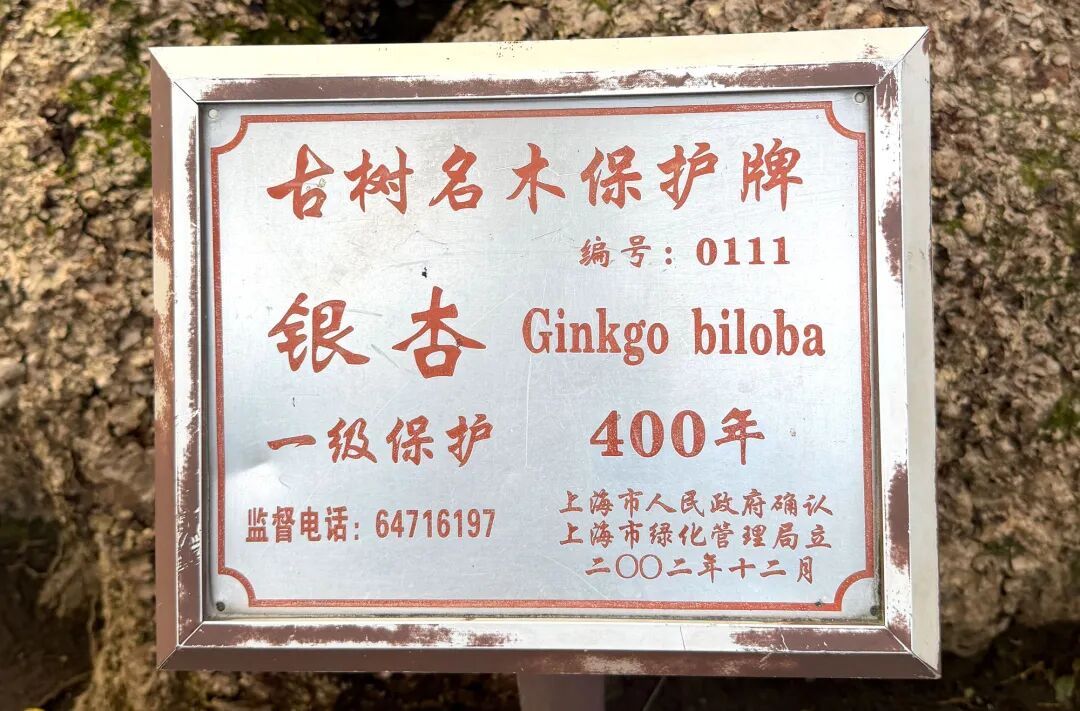 古树名木保护牌
编号：0111
银杏 Ginkgo biloba
一级保护 400年
监督电话：64716197
上海市人民政府确认
上海市绿化管理局立
二〇〇二年十二月